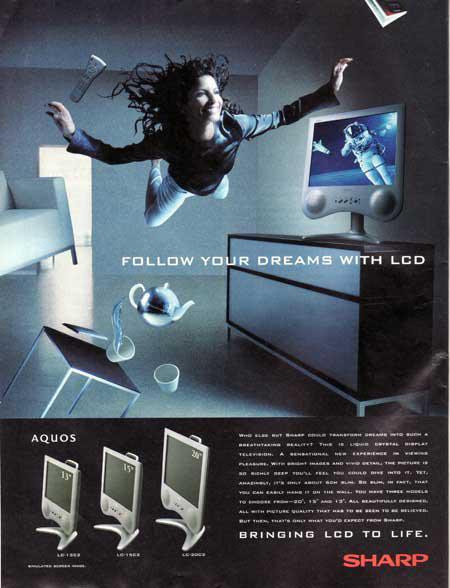 FOLLOW YOUR DREAMS WITH LCD
AQUOS
13"
15"
20"
LC-13C2
LC-15C2
LC-20C2
SIMULATED SCREEN IMAGE.
WHO ELSE BUT SHARP COULD TRANSFORM DREAMS INTO SUCH A
BREATHTAKING REALITY? THIS IS LIQUID CRYSTAL DISPLAY
TELEVISION. A SENSATIONAL NEW EXPERIENCE IN VIEWING
PLEASURE. WITH BRIGHT IMAGES AND VIVID DETAIL, THE PICTURE IS
SO RICHLY DEEP YOU'LL FEEL YOU COULD DIVE INTO IT. YET,
AMAZINGLY, IT'S ONLY ABOUT 6CM SLIM. SO SLIM, IN FACT, THAT
YOU CAN EASILY HANG IT ON THE WALL. YOU HAVE THREE MODELS
TO CHOOSE FROM—20", 15" AND 13". ALL BEAUTIFULLY DESIGNED,
ALL WITH PICTURE QUALITY THAT HAS TO BE SEEN TO BE BELIEVED.
BUT THEN, THAT'S ONLY WHAT YOU'D EXPECT FROM SHARP.
BRINGING LCD TO LIFE.
SHARP